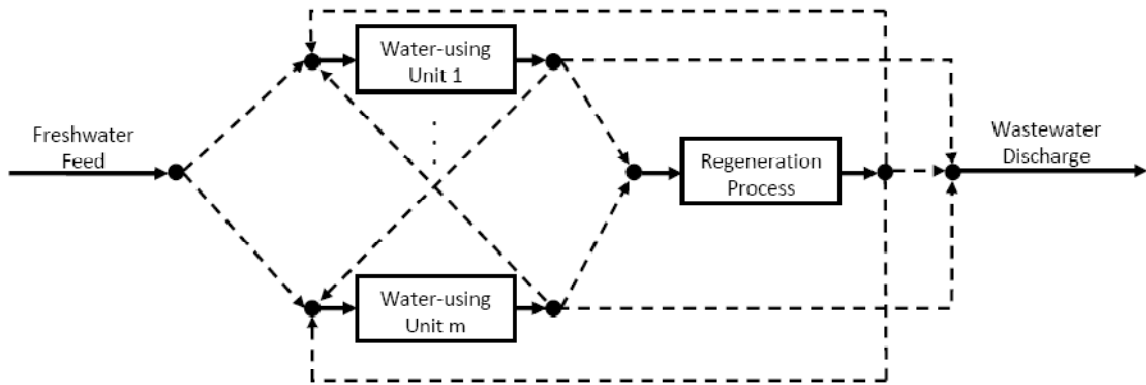 Water-using
Unit 1
Freshwater
Feed
Regeneration
Process
Wastewater
Discharge
Water-using
Unit m